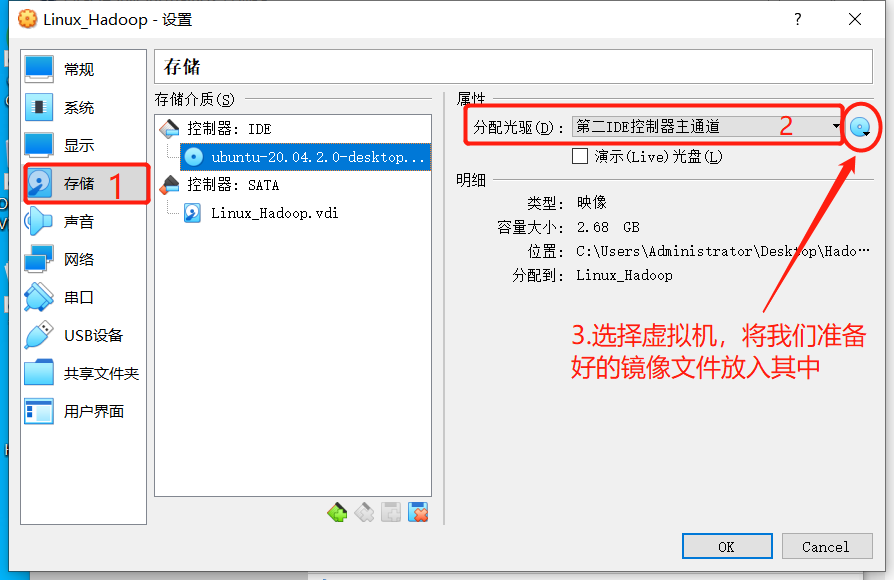 Linux_Hadoop - 设置
?
常规
系统
显示
存储 1
声音
网络
串口
USB设备
共享文件夹
用户界面
存储
存储介质(S)
控制器: IDE
ubuntu-20.04.2.0-desktop...
控制器: SATA
Linux_Hadoop.vdi
属性
分配光驱(D): 第二IDE控制器主通道 2
演示(Live)光盘(L)
明细
类型: 映像
容量大小: 2.68 GB
位置: C:\Users\Administrator\Desktop\Hado…
分配到: Linux_Hadoop
3.选择虚拟机，将我们准备
好的镜像文件放入其中
OK
Cancel